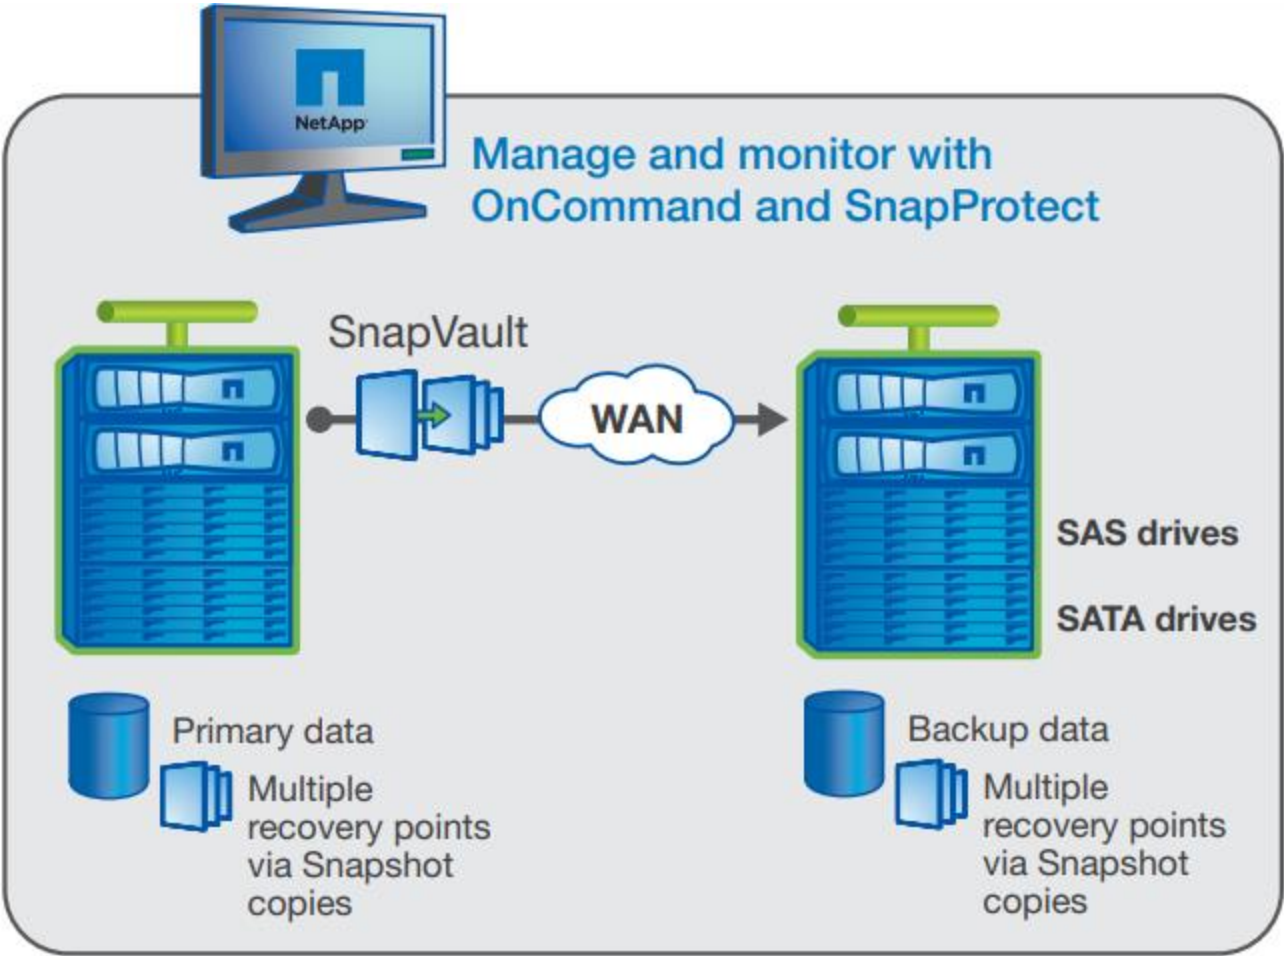 NetApp
Manage and monitor with
OnCommand and SnapProtect
SnapVault
WAN
SAS drives
SATA drives
Primary data
Multiple
recovery points
via Snapshot
copies
Backup data
Multiple
recovery points
via Snapshot
copies